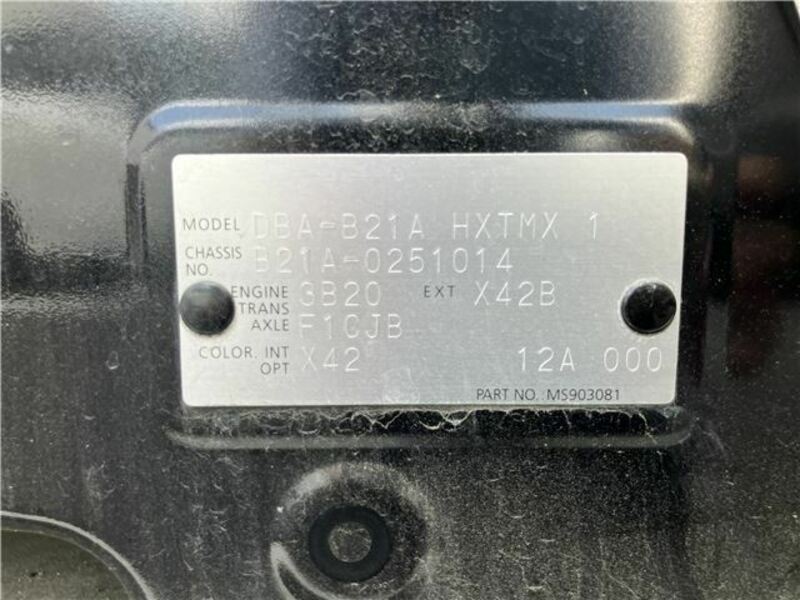 MODEL DBA-B21A HXTMX 1
CHASSIS NO. B21A-0251014
ENGINE 3B20 EXT X42B
TRANS AXLE F1CJB
COLOR. INT OPT X42 12A 000
PART NO. MS903081